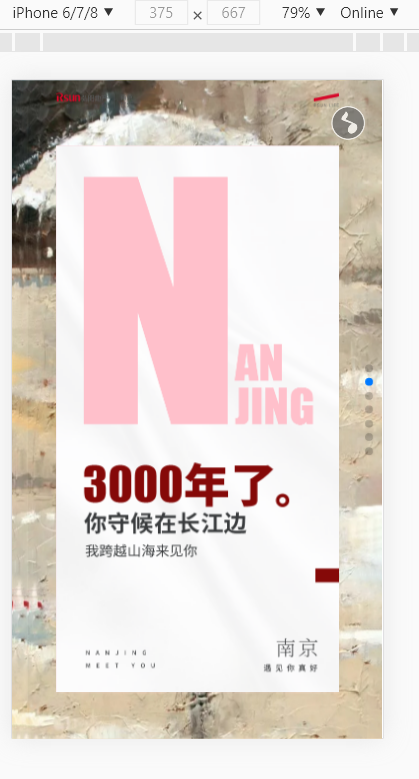 iPhone 6/7/8 ▼ 375 × 667 79% ▼ Online ▼
N
AN
JING
3000年了。
你守候在长江边
我跨越山海来见你
NANJING
MEET YOU
南京
遇见你真好